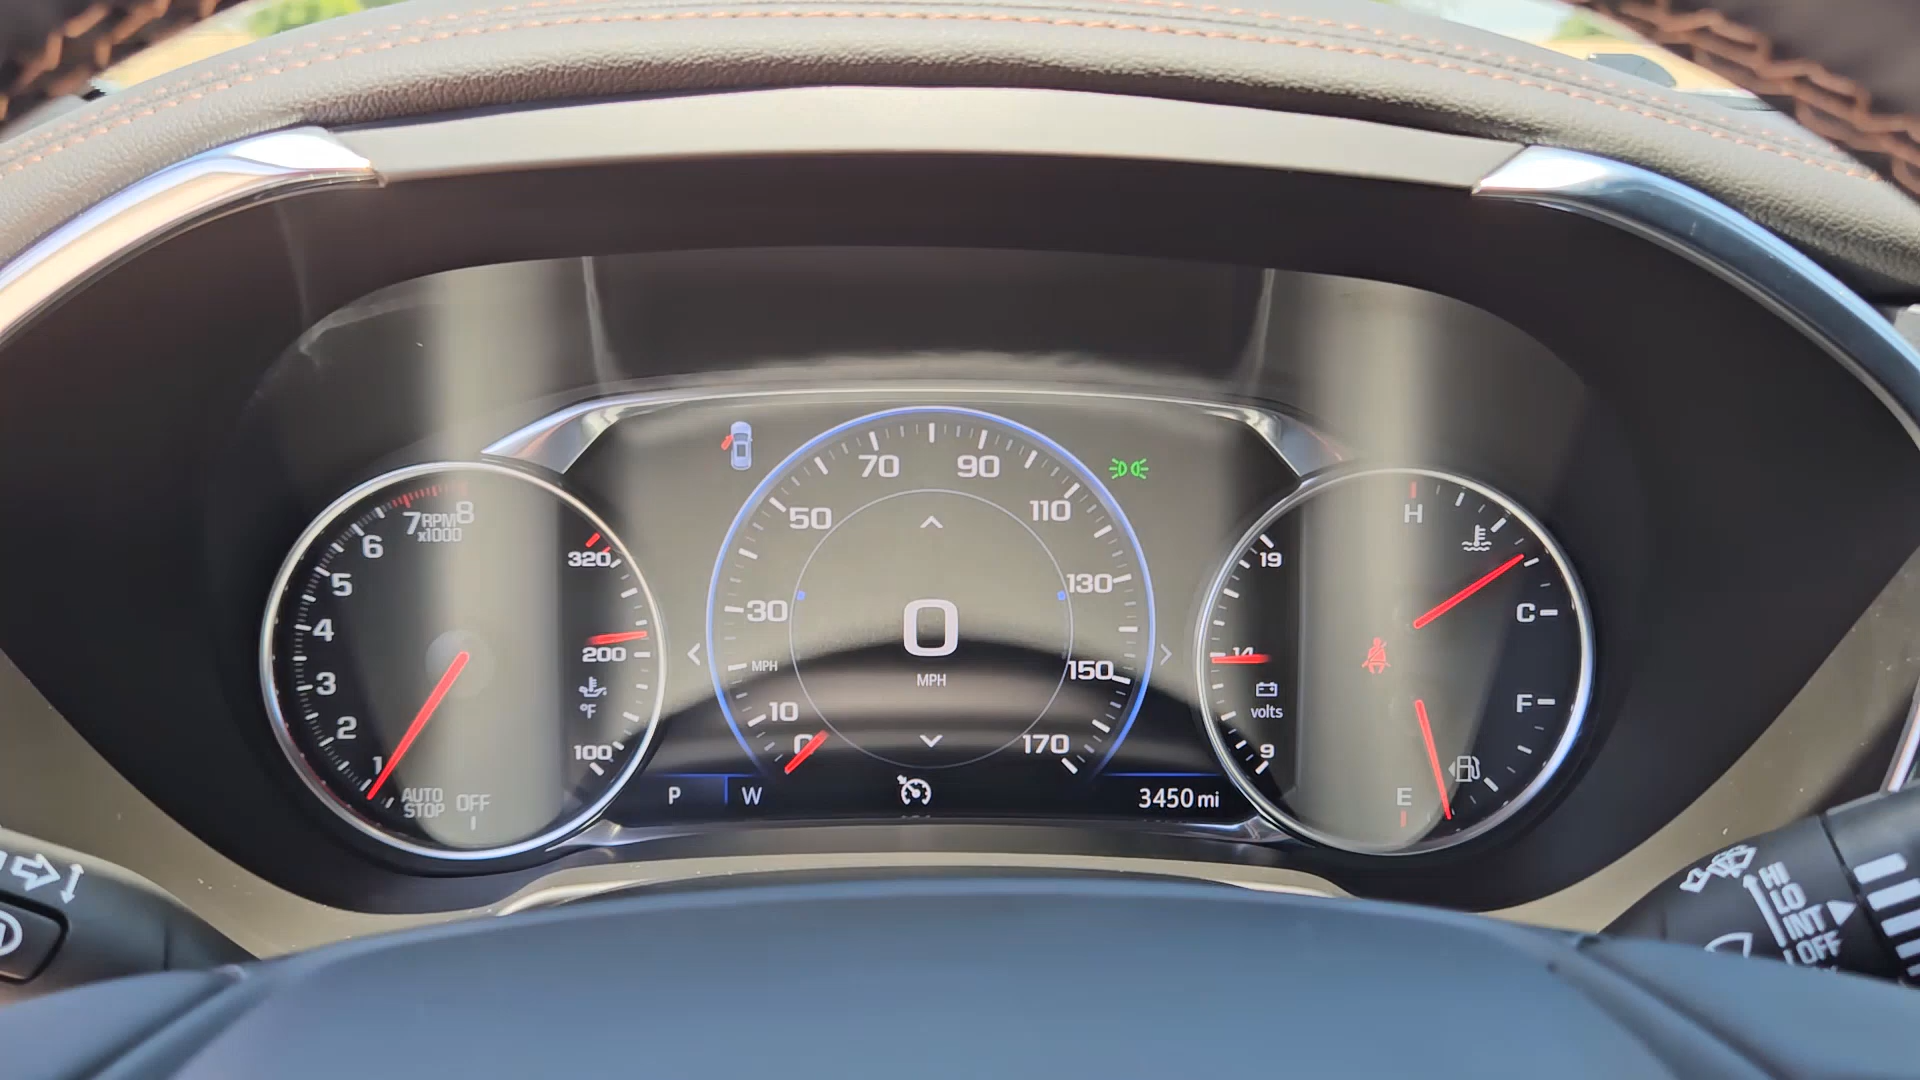 70
90
50
110
30
130
MPH
150
10
0
170
0
MPH
P
W
3450 mi
8
7
RPM
x1000
6
5
4
3
2
1
AUTO
STOP
OFF
320
200
°F
100
19
14
volts
9
H
C
F
E
HI
LO
INT
OFF